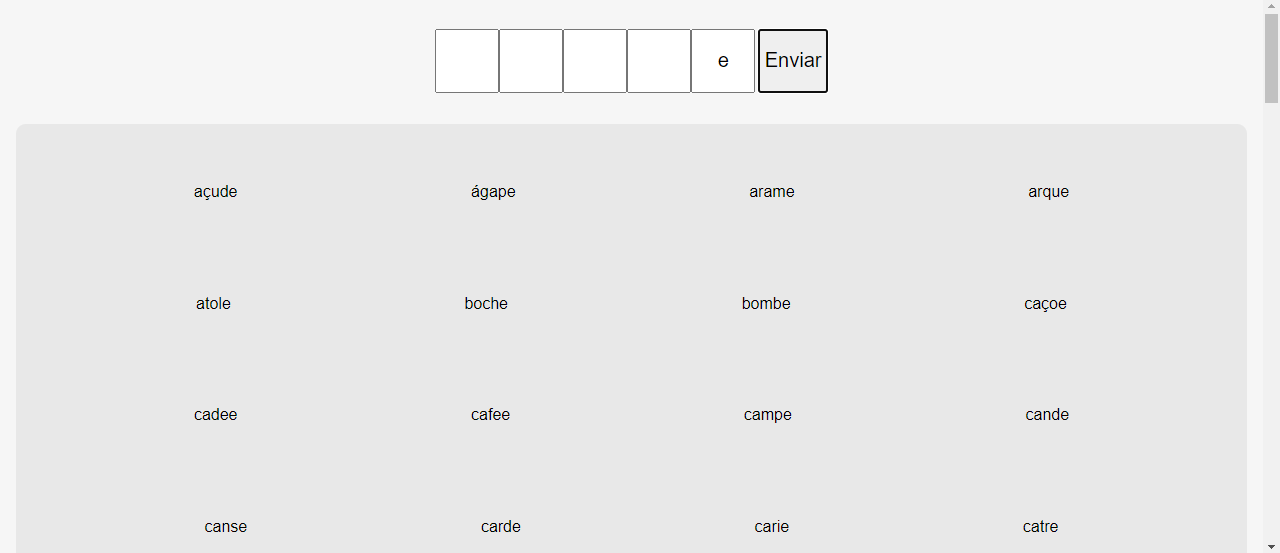 e Enviar
açude ágape arame arque
atole boche bombe caçoe
cadee cafee campe cande
canse carde carie catre